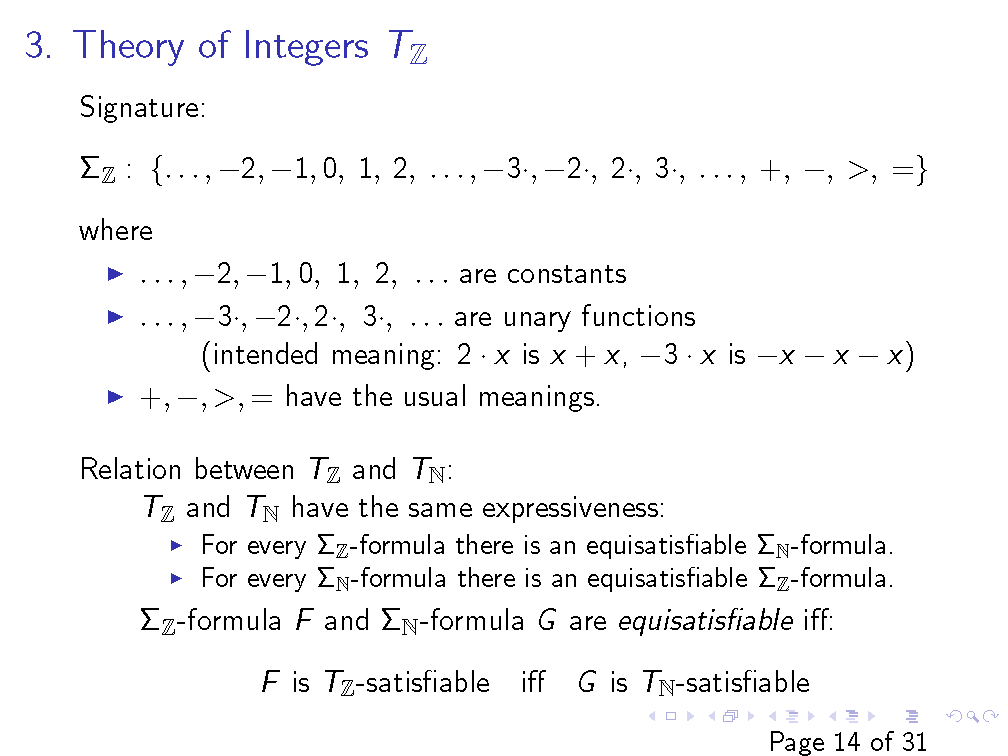 3. Theory of Integers T_ℤ
Signature:
Σ_ℤ : {. . . , −2, −1, 0, 1, 2, . . . , −3·, −2·, 2·, 3·, . . . , +, −, >, =}
where
▶ . . . , −2, −1, 0, 1, 2, . . . are constants
▶ . . . , −3·, −2·, 2·, 3·, . . . are unary functions
(intended meaning: 2 · x is x + x, −3 · x is −x − x − x)
▶ +, −, >, = have the usual meanings.
Relation between T_ℤ and T_ℕ:
T_ℤ and T_ℕ have the same expressiveness:
▶ For every Σ_ℤ-formula there is an equisatisfiable Σ_ℕ-formula.
▶ For every Σ_ℕ-formula there is an equisatisfiable Σ_ℤ-formula.
Σ_ℤ-formula F and Σ_ℕ-formula G are equisatisfiable iff:
F is T_ℤ-satisfiable iff G is T_ℕ-satisfiable
Page 14 of 31